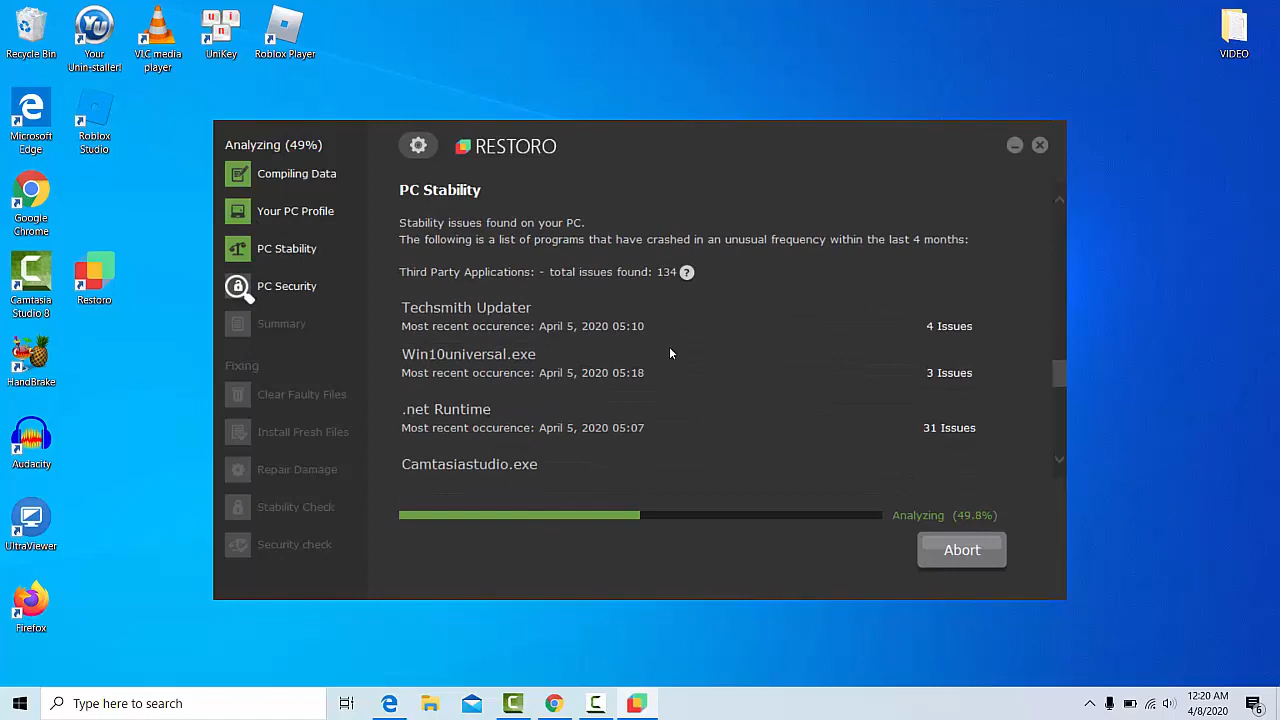 Recycle Bin
Your
Unin-staller!
VLC media
player
UniKey
Roblox Player
VIDEO
Microsoft
Edge
Roblox
Studio
Google
Chrome
Camtasia
Studio 8
Restoro
HandBrake
Audacity
UltraViewer
Firefox
Analyzing (49%)
Compiling Data
Your PC Profile
PC Stability
PC Security
Summary
Fixing
Clear Faulty Files
Install Fresh Files
Repair Damage
Stability Check
Security check
RESTORO
PC Stability
Stability issues found on your PC.
The following is a list of programs that have crashed in an unusual frequency within the last 4 months:
Third Party Applications: - total issues found: 134 ?
Techsmith Updater
Most recent occurence: April 5, 2020 05:10 4 Issues
Win10universal.exe
Most recent occurence: April 5, 2020 05:18 3 Issues
.net Runtime
Most recent occurence: April 5, 2020 05:07 31 Issues
Camtasiastudio.exe
Analyzing (49.8%)
Abort
Type here to search
12:20 AM
4/8/2020
6